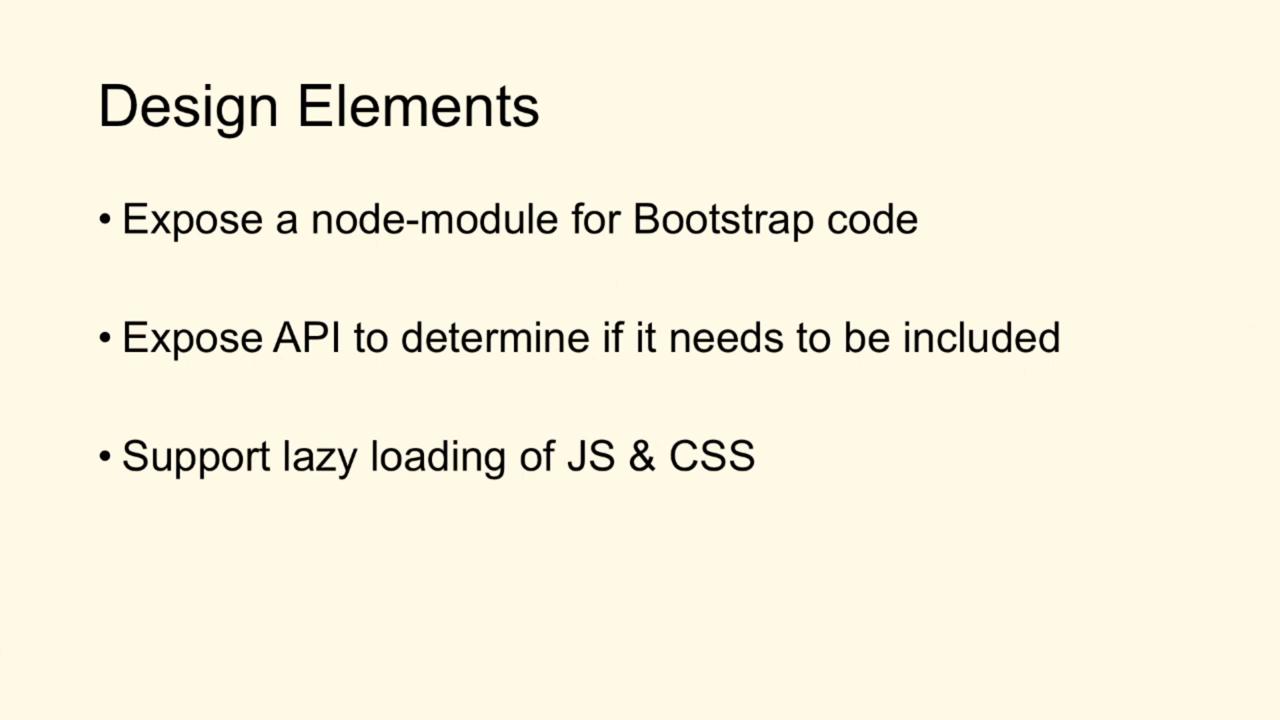 Design Elements
• Expose a node-module for Bootstrap code
• Expose API to determine if it needs to be included
• Support lazy loading of JS & CSS